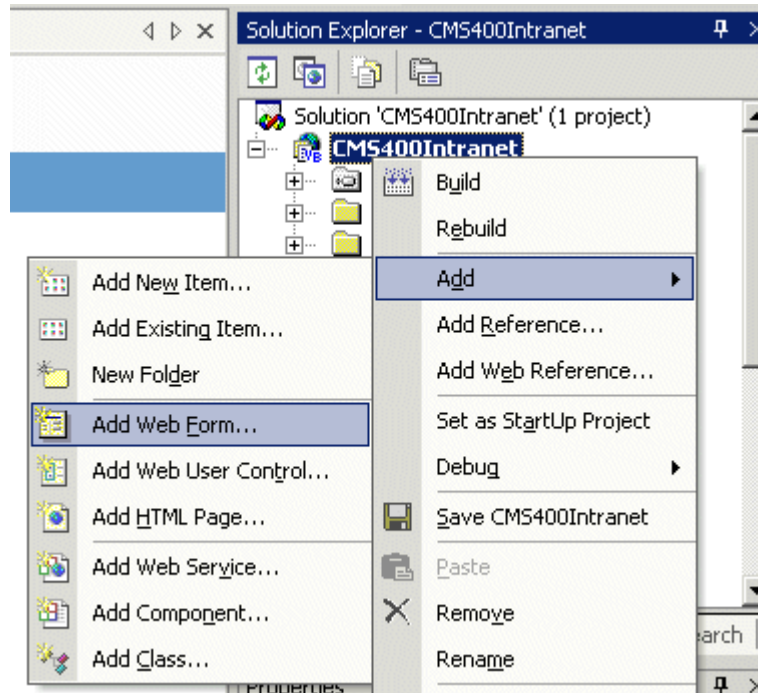 Solution Explorer - CMS400Intranet
Solution 'CMS400Intranet' (1 project)
CMS400Intranet
Build
Rebuild
Add
Add Reference...
Add Web Reference...
Set as StartUp Project
Debug
Save CMS400Intranet
Paste
Remove
Rename
Add New Item...
Add Existing Item...
New Folder
Add Web Form...
Add Web User Control...
Add HTML Page...
Add Web Service...
Add Component...
Add Class...
earch
Properties